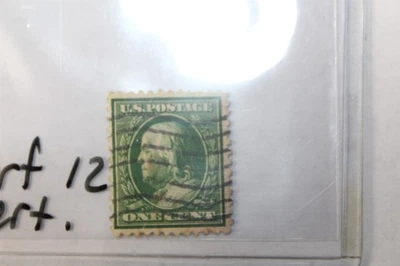 U.S. POSTAGE
rf 12
ert.
ONE CENT